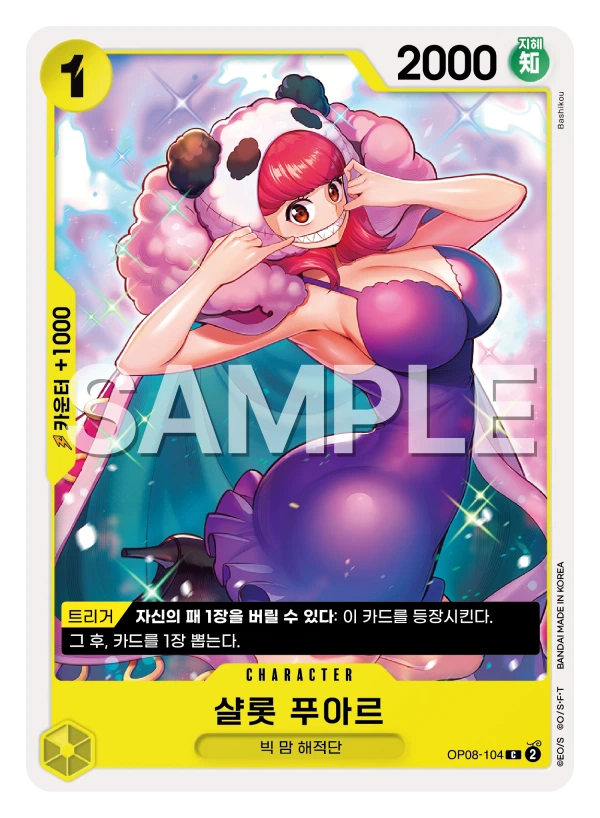 1
2000
지혜
知
Bashikou
카운터 +1000
SAMPLE
트리거 자신의 패 1장을 버릴 수 있다: 이 카드를 등장시킨다.
그 후, 카드를 1장 뽑는다.
CHARACTER
샬롯 푸아르
빅 맘 해적단
OP08-104 C 2
©EO/S ©O/S·F·T BANDAI MADE IN KOREA